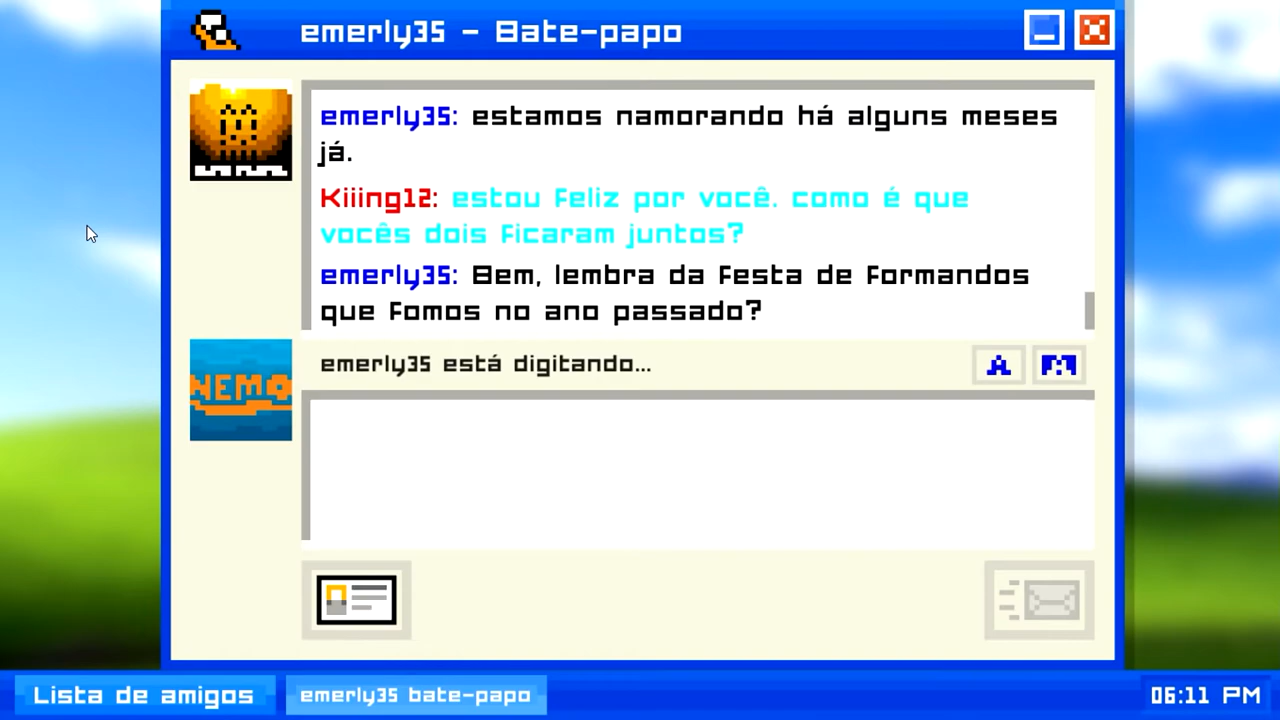 emerly35 - Bate-papo
emerly35: estamos namorando há alguns meses
já.
Kiiing12: estou feliz por você. como é que
vocês dois ficaram juntos?
emerly35: Bem, lembra da festa de formandos
que fomos no ano passado?
emerly35 está digitando...
A
NEMO
Lista de amigos
emerly35 bate-papo
06:11 PM